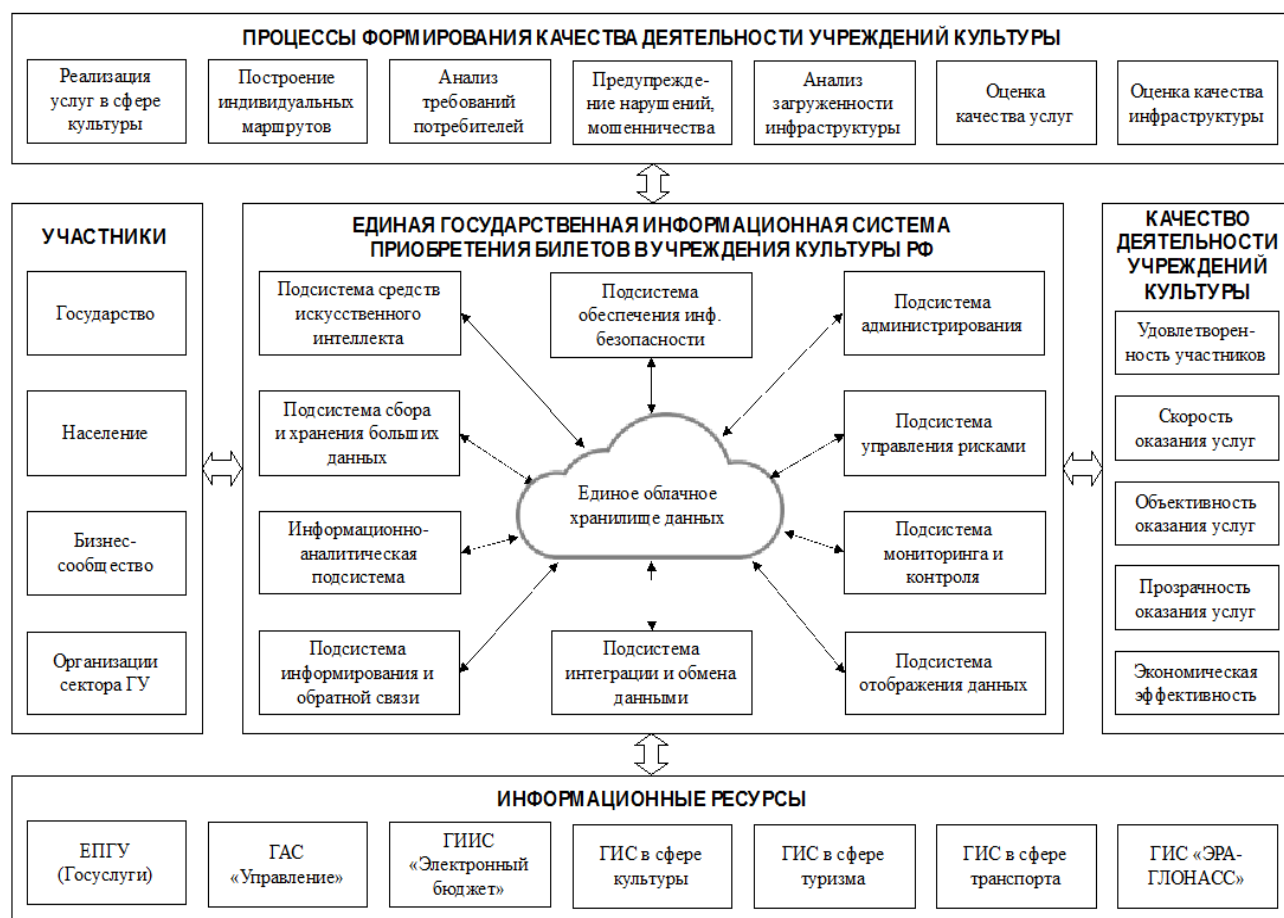 ПРОЦЕССЫ ФОРМИРОВАНИЯ КАЧЕСТВА ДЕЯТЕЛЬНОСТИ УЧРЕЖДЕНИЙ КУЛЬТУРЫ
Реализация
услуг в сфере
культуры
Построение
индивидуальных
маршрутов
Анализ
требований
потребителей
Предупрежде-
ние нарушений,
мошенничества
Анализ
загруженности
инфраструктуры
Оценка
качества услуг
Оценка качества
инфраструктуры
УЧАСТНИКИ
Государство
Население
Бизнес-
сообщество
Организации
сектора ГУ
ЕДИНАЯ ГОСУДАРСТВЕННАЯ ИНФОРМАЦИОННАЯ СИСТЕМА
ПРИОБРЕТЕНИЯ БИЛЕТОВ В УЧРЕЖДЕНИЯ КУЛЬТУРЫ РФ
Подсистема средств
искусственного
интеллекта
Подсистема
обеспечения инф.
безопасности
Подсистема
администрирования
Подсистема сбора
и хранения больших
данных
Подсистема
управления рисками
Единое облачное
хранилище данных
Информационно-
аналитическая
подсистема
Подсистема
мониторинга и
контроля
Подсистема
информирования и
обратной связи
Подсистема
интеграции и обмена
данными
Подсистема
отображения данных
КАЧЕСТВО
ДЕЯТЕЛЬНОСТИ
УЧРЕЖДЕНИЙ
КУЛЬТУРЫ
Удовлетворен-
ность участников
Скорость
оказания услуг
Объективность
оказания услуг
Прозрачность
оказания услуг
Экономическая
эффективность
ИНФОРМАЦИОННЫЕ РЕСУРСЫ
ЕПГУ
(Госуслуги)
ГАС
«Управление»
ГИИС
«Электронный
бюджет»
ГИС в сфере
культуры
ГИС в сфере
туризма
ГИС в сфере
транспорта
ГИС «ЭРА-
ГЛОНАСС»